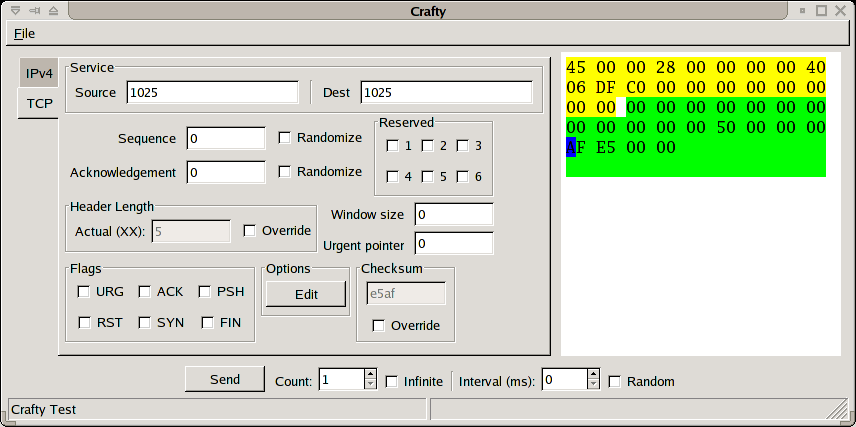 Crafty
File
IPv4
TCP
Service
Source 1025 Dest 1025
Sequence 0 Randomize
Acknowledgement 0 Randomize
Reserved
1 2 3
4 5 6
Header Length
Actual (XX): 5 Override
Window size 0
Urgent pointer 0
Flags
URG ACK PSH
RST SYN FIN
Options
Edit
Checksum
e5af
Override
45 00 00 28 00 00 00 00 40
06 DF C0 00 00 00 00 00 00
00 00 00 00 00 00 00 00 00
00 00 00 00 00 50 00 00 00
AF E5 00 00
Send Count: 1 Infinite Interval (ms): 0 Random
Crafty Test